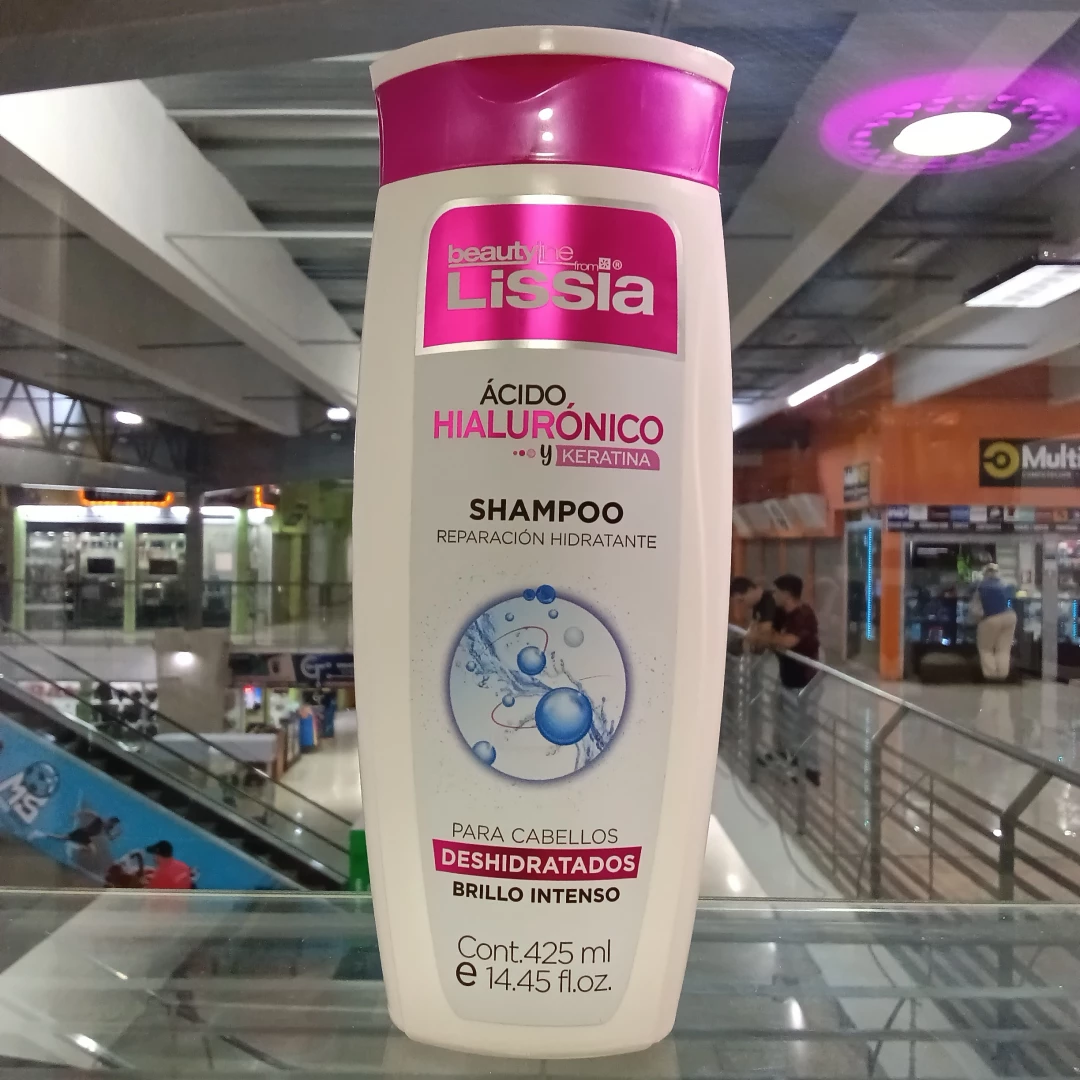 beautyline
from
Lissia®
ÁCIDO
HIALURÓNICO
y KERATINA
SHAMPOO
REPARACIÓN HIDRATANTE
PARA CABELLOS
DESHIDRATADOS
BRILLO INTENSO
Cont.425 ml
e 14.45 fl.oz.
Multi
MS